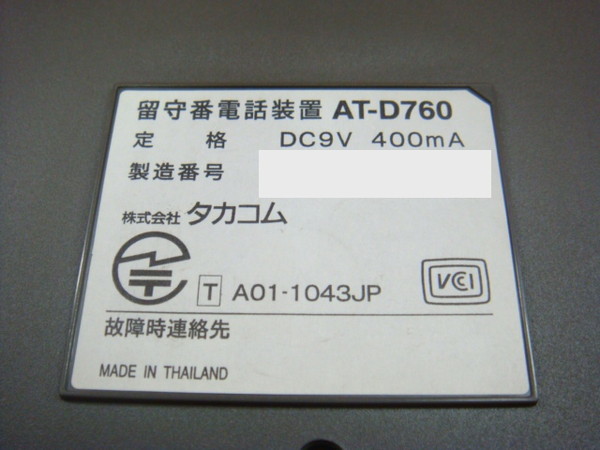 留守番電話装置 AT-D760
定 格 DC9V 400mA
製造番号
株式会社 タカコム
T A01-1043JP
VCCI
故障時連絡先
MADE IN THAILAND